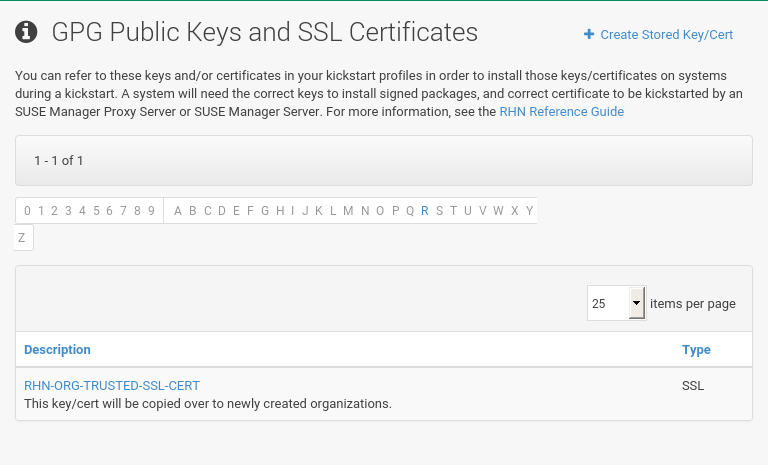 GPG Public Keys and SSL Certificates
Create Stored Key/Cert
You can refer to these keys and/or certificates in your kickstart profiles in order to install those keys/certificates on systems
during a kickstart. A system will need the correct keys to install signed packages, and correct certificate to be kickstarted by an
SUSE Manager Proxy Server or SUSE Manager Server. For more information, see the RHN Reference Guide
1 - 1 of 1
0 1 2 3 4 5 6 7 8 9 A B C D E F G H I J K L M N O P Q R S T U V W X Y
Z
25 items per page
Description Type
RHN-ORG-TRUSTED-SSL-CERT SSL
This key/cert will be copied over to newly created organizations.